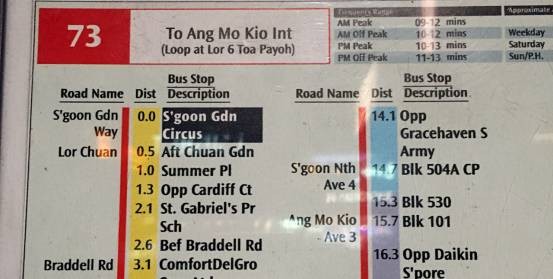 73
To Ang Mo Kio Int
(Loop at Lor 6 Toa Payoh)
Frequency Range Approximate
AM Peak 09-12 mins
AM Off Peak 10-12 mins Weekday
PM Peak 10-13 mins Saturday
PM Off Peak 11-13 mins Sun/P.H.
Road Name Dist Bus Stop Description
S'goon Gdn Way 0.0 S'goon Gdn Circus
Lor Chuan 0.5 Aft Chuan Gdn
1.0 Summer Pl
1.3 Opp Cardiff Ct
2.1 St. Gabriel's Pr
Sch
2.6 Bef Braddell Rd
Braddell Rd 3.1 ComfortDelGro
Road Name Dist Bus Stop Description
14.1 Opp
Gracehaven S
Army
S'goon Nth Ave 4 14.7 Blk 504A CP
15.3 Blk 530
Ang Mo Kio Ave 3 15.7 Blk 101
16.3 Opp Daikin
S'pore